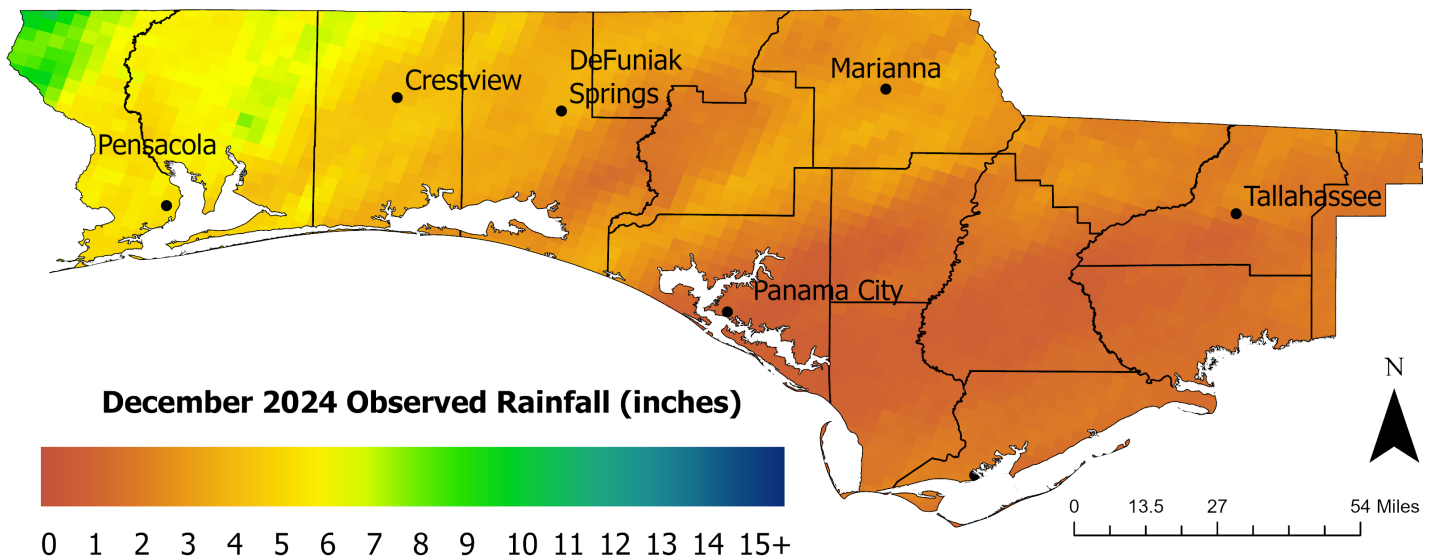 DeFuniak
Springs
Crestview
Marianna
Pensacola
Tallahassee
Panama City
December 2024 Observed Rainfall (inches)
0 1 2 3 4 5 6 7 8 9 10 11 12 13 14 15+
N
0 13.5 27 54 Miles